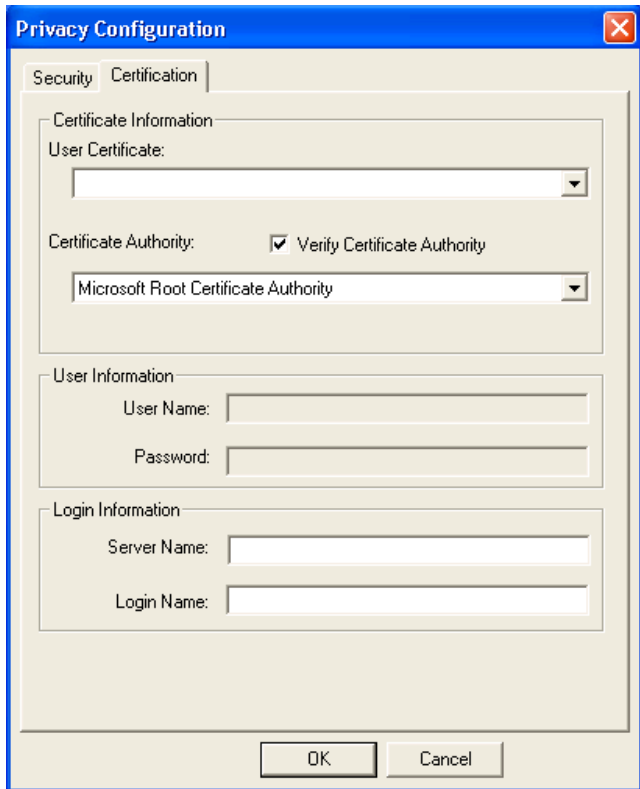 Privacy Configuration
Security Certification
Certificate Information
User Certificate:
Certificate Authority: Verify Certificate Authority
Microsoft Root Certificate Authority
User Information
User Name:
Password:
Login Information
Server Name:
Login Name:
OK Cancel